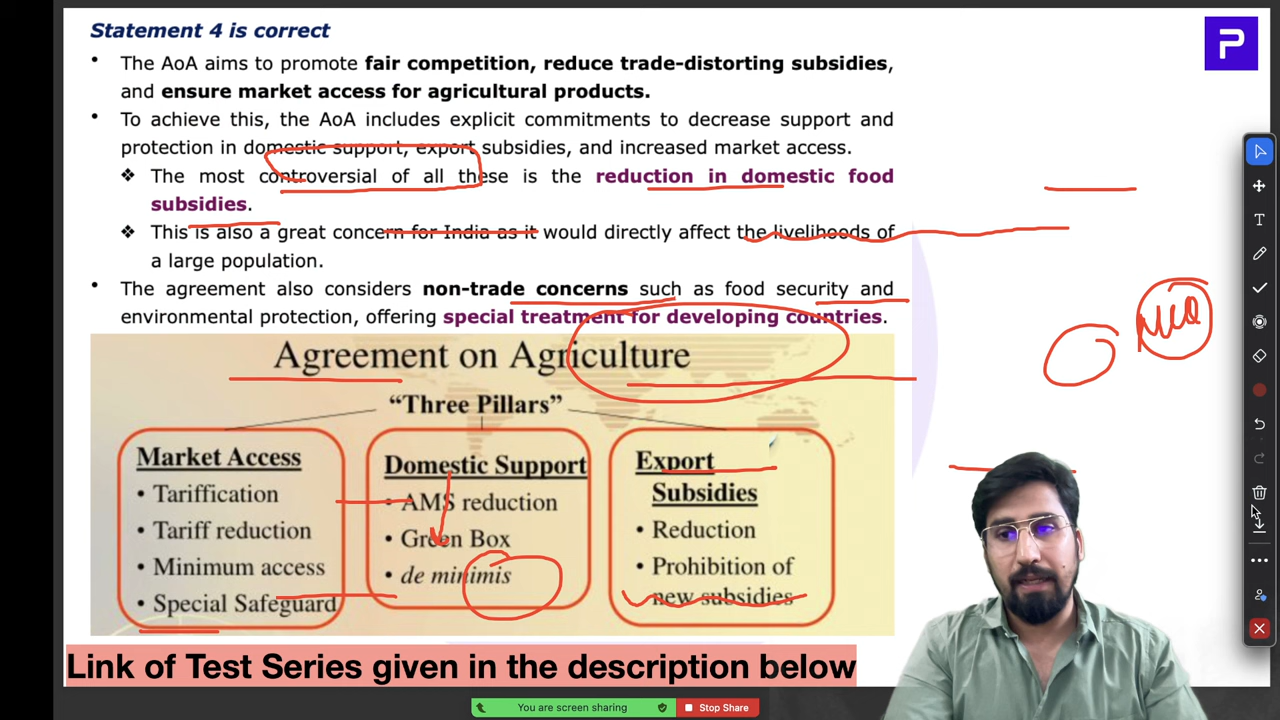 Statement 4 is correct
• The AoA aims to promote fair competition, reduce trade-distorting subsidies,
and ensure market access for agricultural products.
• To achieve this, the AoA includes explicit commitments to decrease support and
protection in domestic support, export subsidies, and increased market access.
❖ The most controversial of all these is the reduction in domestic food
subsidies.
❖ This is also a great concern for India as it would directly affect the livelihoods of
a large population.
• The agreement also considers non-trade concerns such as food security and
environmental protection, offering special treatment for developing countries.
Agreement on Agriculture
“Three Pillars”
Market Access
• Tariffication
• Tariff reduction
• Minimum access
• Special Safeguard
Domestic Support
• AMS reduction
• Green Box
• de minimis
Export
Subsidies
• Reduction
• Prohibition of
new subsidies
Link of Test Series given in the description below
You are screen sharing
Stop Share
P
T